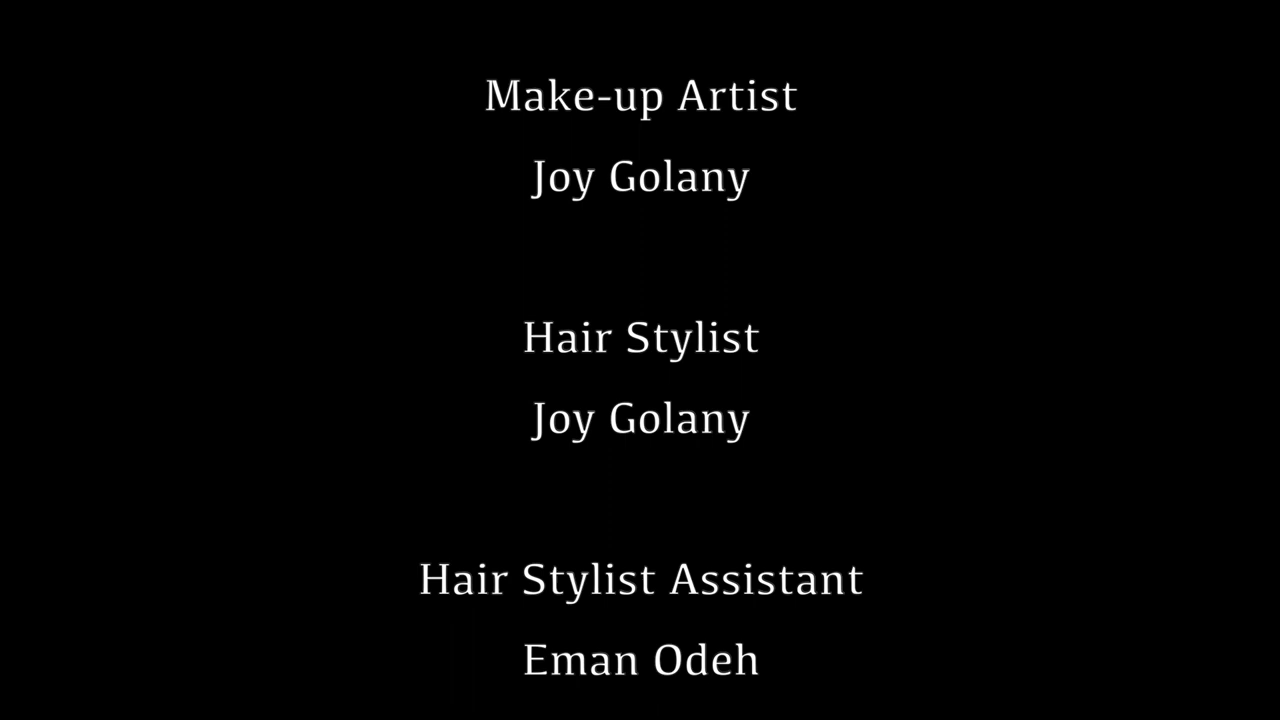 Make-up Artist
Joy Golany
Hair Stylist
Joy Golany
Hair Stylist Assistant
Eman Odeh